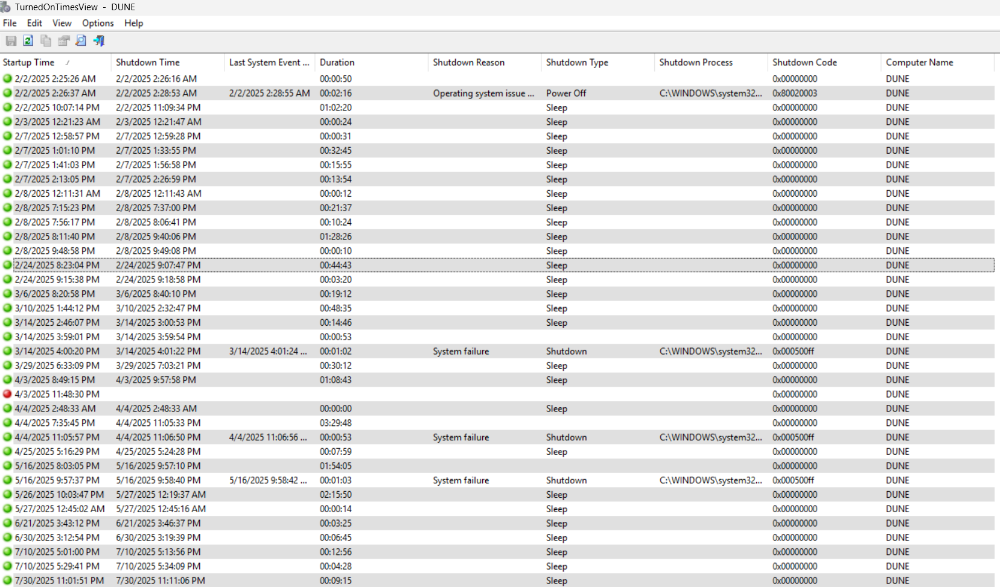 TurnedOnTimesView - DUNE
File Edit View Options Help
Startup Time Shutdown Time Last System Event ... Duration Shutdown Reason Shutdown Type Shutdown Process Shutdown Code Computer Name
2/2/2025 2:25:26 AM 2/2/2025 2:26:16 AM 00:00:50 0x00000000 DUNE
2/2/2025 2:26:37 AM 2/2/2025 2:28:53 AM 2/2/2025 2:28:55 AM 00:02:16 Operating system issue ... Power Off C:\WINDOWS\system32... 0x80020003 DUNE
2/2/2025 10:07:14 PM 2/2/2025 11:09:34 PM 01:02:20 Sleep 0x00000000 DUNE
2/3/2025 12:21:23 AM 2/3/2025 12:21:47 AM 00:00:24 Sleep 0x00000000 DUNE
2/7/2025 12:58:57 PM 2/7/2025 12:59:28 PM 00:00:31 Sleep 0x00000000 DUNE
2/7/2025 1:01:10 PM 2/7/2025 1:33:55 PM 00:32:45 Sleep 0x00000000 DUNE
2/7/2025 1:41:03 PM 2/7/2025 1:56:58 PM 00:15:55 Sleep 0x00000000 DUNE
2/7/2025 2:13:05 PM 2/7/2025 2:26:59 PM 00:13:54 Sleep 0x00000000 DUNE
2/8/2025 12:11:31 AM 2/8/2025 12:11:43 AM 00:00:12 Sleep 0x00000000 DUNE
2/8/2025 7:15:23 PM 2/8/2025 7:37:00 PM 00:21:37 Sleep 0x00000000 DUNE
2/8/2025 7:56:17 PM 2/8/2025 8:06:41 PM 00:10:24 Sleep 0x00000000 DUNE
2/8/2025 8:11:40 PM 2/8/2025 9:40:06 PM 01:28:26 Sleep 0x00000000 DUNE
2/8/2025 9:48:58 PM 2/8/2025 9:49:08 PM 00:00:10 Sleep 0x00000000 DUNE
2/24/2025 8:23:04 PM 2/24/2025 9:07:47 PM 00:44:43 Sleep 0x00000000 DUNE
2/24/2025 9:15:38 PM 2/24/2025 9:18:58 PM 00:03:20 Sleep 0x00000000 DUNE
3/6/2025 8:20:58 PM 3/6/2025 8:40:10 PM 00:19:12 Sleep 0x00000000 DUNE
3/10/2025 1:44:12 PM 3/10/2025 2:32:47 PM 00:48:35 Sleep 0x00000000 DUNE
3/14/2025 2:46:07 PM 3/14/2025 3:00:53 PM 00:14:46 Sleep 0x00000000 DUNE
3/14/2025 3:59:01 PM 3/14/2025 3:59:54 PM 00:00:53 0x00000000 DUNE
3/14/2025 4:00:20 PM 3/14/2025 4:01:22 PM 3/14/2025 4:01:24 ... 00:01:02 System failure Shutdown C:\WINDOWS\system32... 0x000500ff DUNE
3/29/2025 6:33:09 PM 3/29/2025 7:03:21 PM 00:30:12 Sleep 0x00000000 DUNE
4/3/2025 8:49:15 PM 4/3/2025 9:57:58 PM 01:08:43 Sleep 0x00000000 DUNE
4/3/2025 11:48:30 PM 0x00000000 DUNE
4/4/2025 2:48:33 AM 4/4/2025 2:48:33 AM 00:00:00 Sleep 0x00000000 DUNE
4/4/2025 7:35:45 PM 4/4/2025 11:05:33 PM 03:29:48 0x00000000 DUNE
4/4/2025 11:05:57 PM 4/4/2025 11:06:50 PM 4/4/2025 11:06:56 ... 00:00:53 System failure Shutdown C:\WINDOWS\system32... 0x000500ff DUNE
4/25/2025 5:16:29 PM 4/25/2025 5:24:28 PM 00:07:59 Sleep 0x00000000 DUNE
5/16/2025 8:03:05 PM 5/16/2025 9:57:10 PM 01:54:05 0x00000000 DUNE
5/16/2025 9:57:37 PM 5/16/2025 9:58:40 PM 5/16/2025 9:58:42 ... 00:01:03 System failure Shutdown C:\WINDOWS\system32... 0x000500ff DUNE
5/26/2025 10:03:47 PM 5/27/2025 12:19:37 AM 02:15:50 Sleep 0x00000000 DUNE
5/27/2025 12:45:02 AM 5/27/2025 12:45:16 AM 00:00:14 Sleep 0x00000000 DUNE
6/21/2025 3:43:12 PM 6/21/2025 3:46:37 PM 00:03:25 Sleep 0x00000000 DUNE
6/30/2025 3:12:54 PM 6/30/2025 3:19:39 PM 00:06:45 Sleep 0x00000000 DUNE
7/10/2025 5:01:00 PM 7/10/2025 5:13:56 PM 00:12:56 Sleep 0x00000000 DUNE
7/10/2025 5:29:41 PM 7/10/2025 5:34:09 PM 00:04:28 Sleep 0x00000000 DUNE
7/30/2025 11:01:51 PM 7/30/2025 11:11:06 PM 00:09:15 Sleep 0x00000000 DUNE